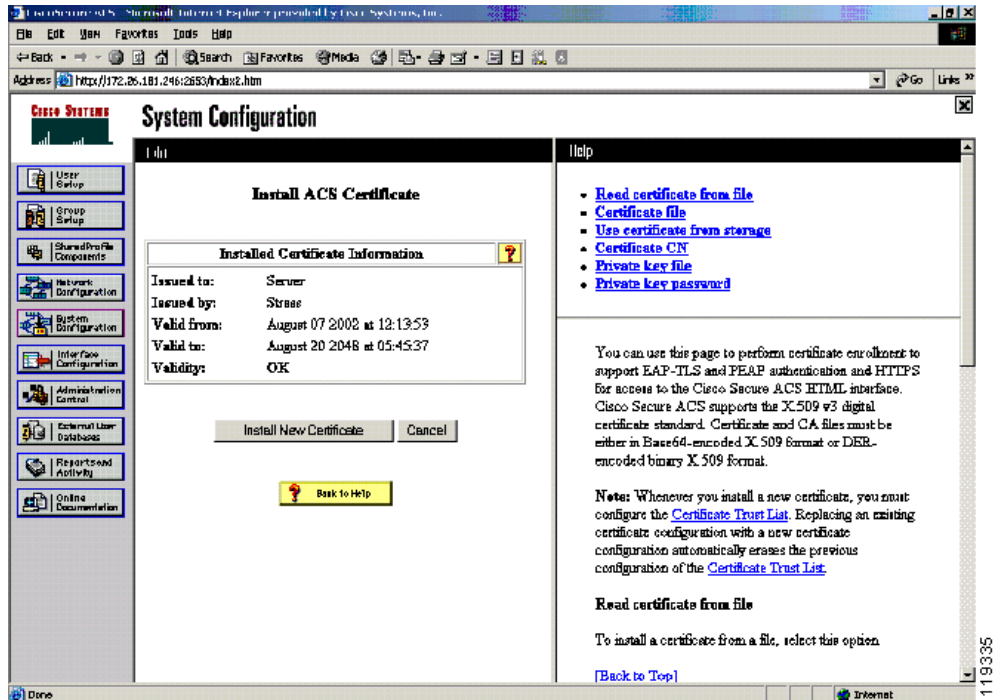 CiscoSecure ACS - Microsoft Internet Explorer provided by Cisco Systems, Inc.
File Edit View Favorites Tools Help
Back Search Favorites Media
Address http://172.26.181.246:2653/index2.htm Go Links »
CISCO SYSTEMS
System Configuration
User Setup
Group Setup
Shared Profile Components
Network Configuration
System Configuration
Interface Configuration
Administration Control
External User Databases
Reports and Activity
Online Documentation
Edit
Install ACS Certificate
Installed Certificate Information ?
Issued to: Server
Issued by: Stress
Valid from: August 07 2002 at 12:13:53
Valid to: August 20 2048 at 05:45:37
Validity: OK
Install New Certificate Cancel
? Back to Help
Help
Read certificate from file
Certificate file
Use certificate from storage
Certificate CN
Private key file
Private key password
You can use this page to perform certificate enrollment to
support EAP-TLS and PEAP authentication and HTTPS
for access to the Cisco Secure ACS HTML interface.
Cisco Secure ACS supports the X.509 v3 digital
certificate standard. Certificate and CA files must be
either in Base64-encoded X.509 format or DER-
encoded binary X.509 format.
Note: Whenever you install a new certificate, you must
configure the Certificate Trust List. Replacing an existing
certificate configuration with a new certificate
configuration automatically erases the previous
configuration of the Certificate Trust List.
Read certificate from file
To install a certificate from a file, select this option
[Back to Top]
Done Internet
119335